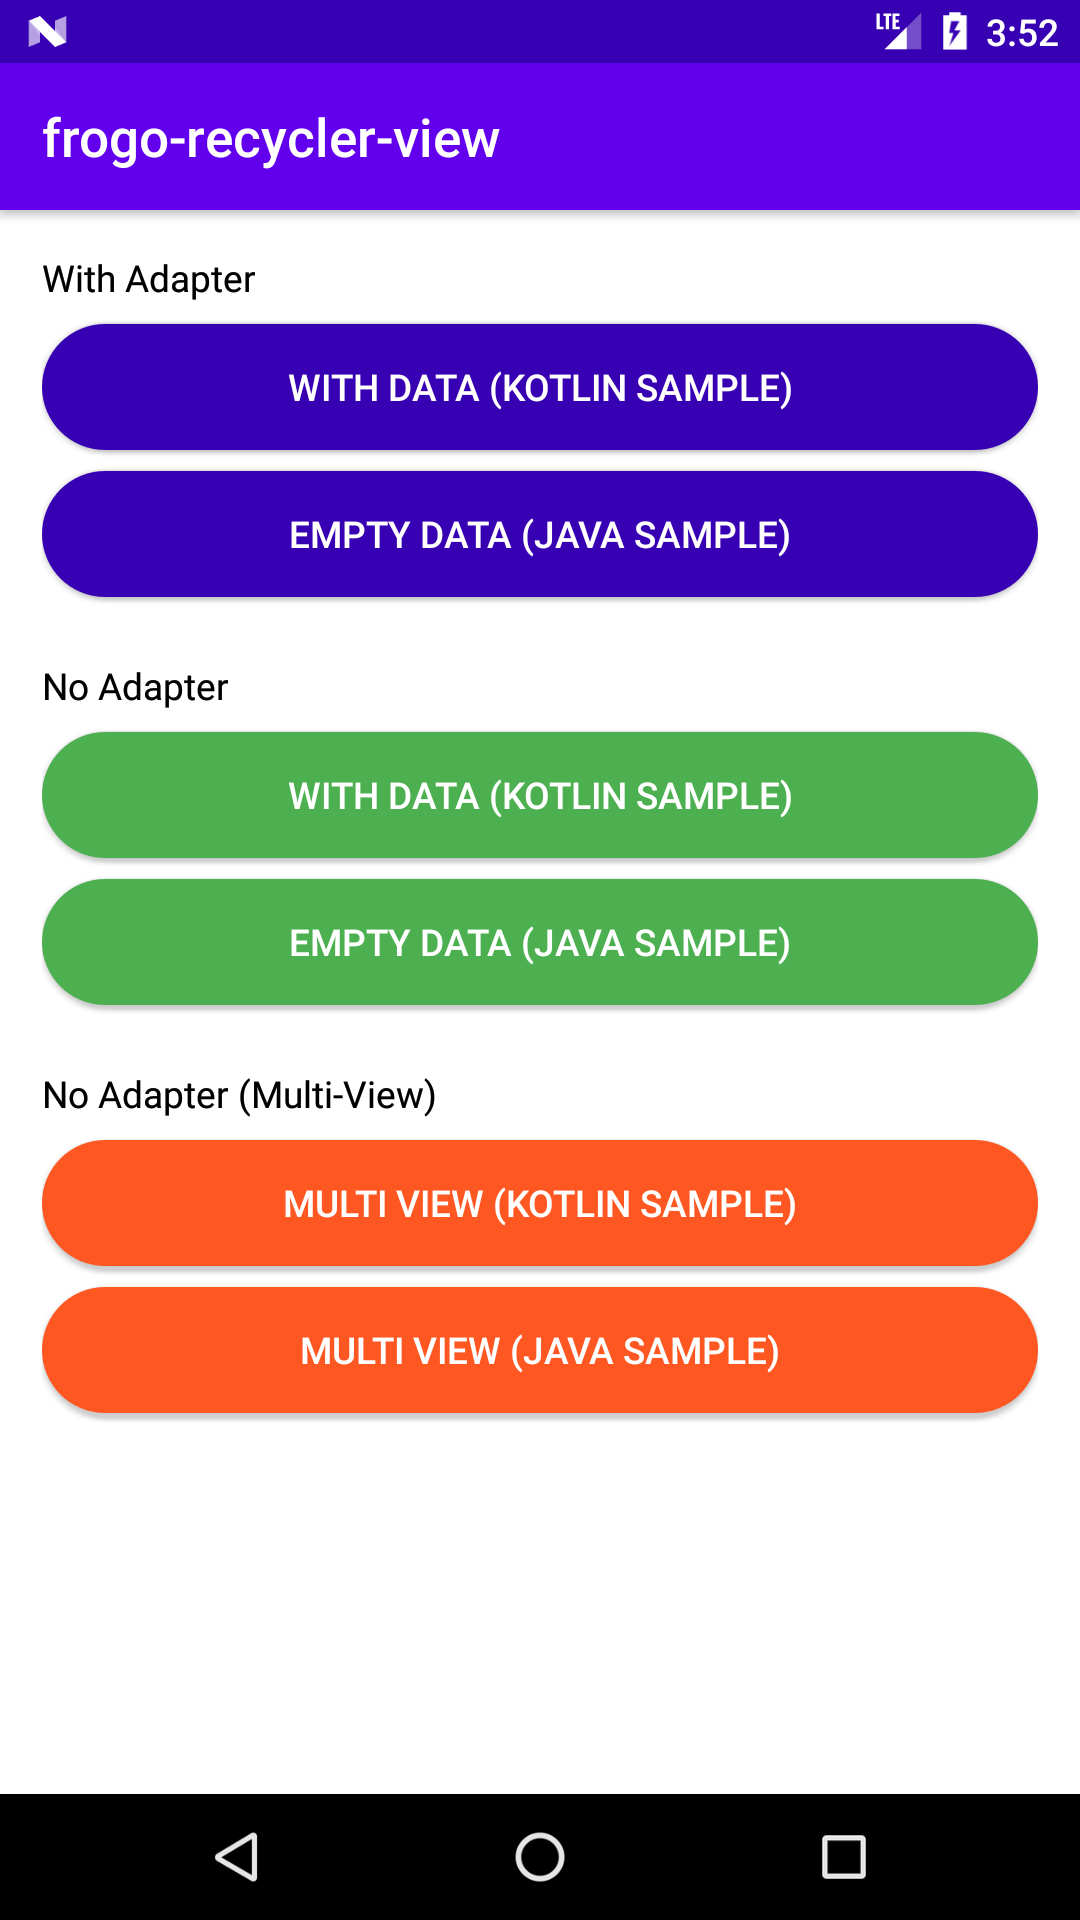 LTE 3:52
frogo-recycler-view
With Adapter
WITH DATA (KOTLIN SAMPLE)
EMPTY DATA (JAVA SAMPLE)
No Adapter
WITH DATA (KOTLIN SAMPLE)
EMPTY DATA (JAVA SAMPLE)
No Adapter (Multi-View)
MULTI VIEW (KOTLIN SAMPLE)
MULTI VIEW (JAVA SAMPLE)